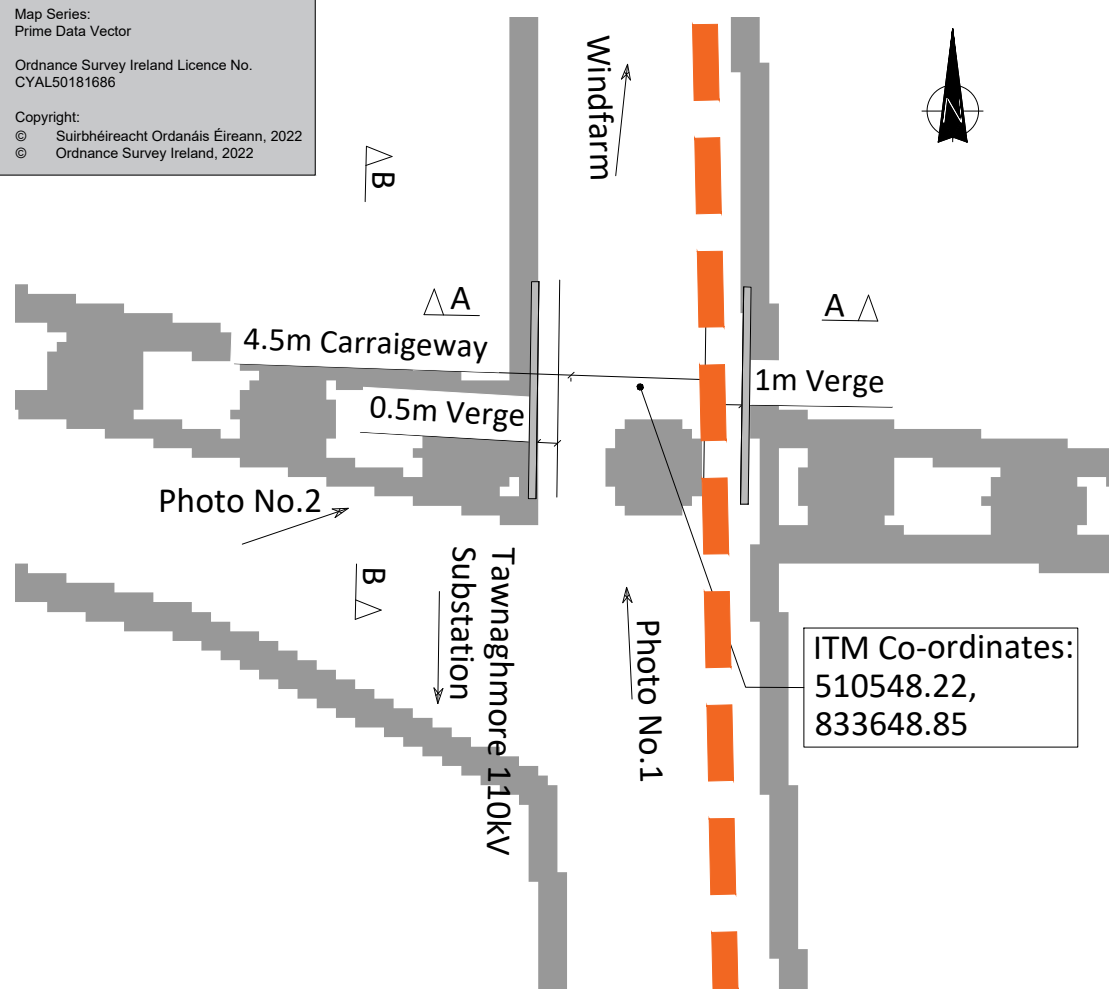 Map Series:
Prime Data Vector
Ordnance Survey Ireland Licence No.
CYAL50181686
Copyright:
© Suirbhéireacht Ordanáis Éireann, 2022
© Ordnance Survey Ireland, 2022
Windfarm
N
B
A
A
4.5m Carraigeway
1m Verge
0.5m Verge
Photo No.2
B
Tawnaghmore 110kV
Substation
Photo No.1
ITM Co-ordinates:
510548.22,
833648.85